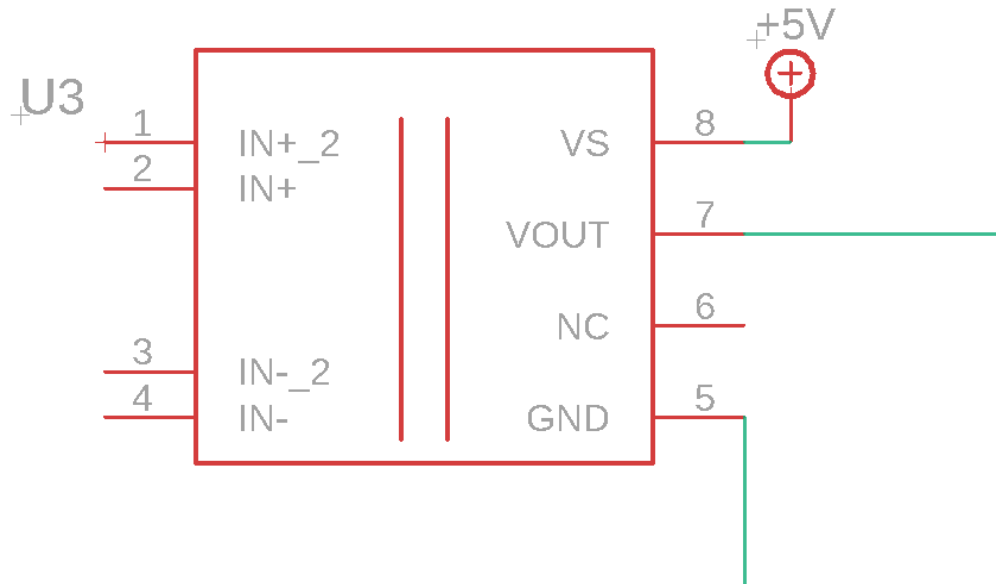 +5V
U3
1 IN+_2 VS 8
2 IN+
VOUT 7
NC 6
3 IN-_2
4 IN- GND 5